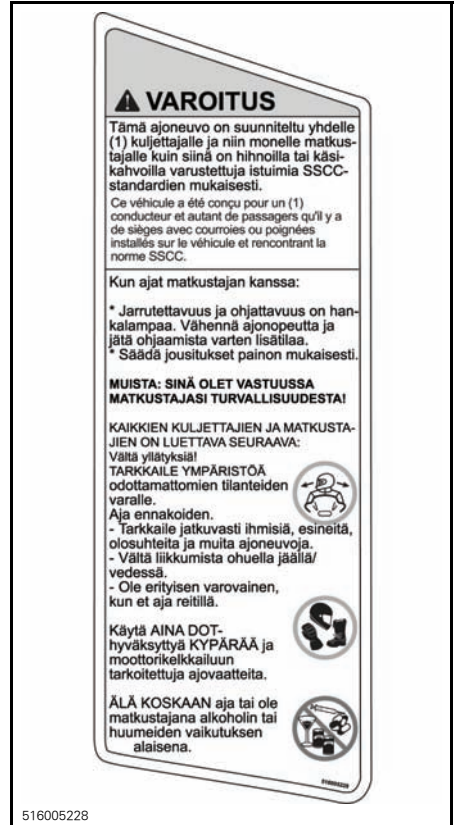 VAROITUS
Tämä ajoneuvo on suunniteltu yhdelle
(1) kuljettajalle ja niin monelle matkus-
tajalle kuin siinä on hihnoilla tai käsi-
kahvoilla varustettuja istuimia SSCC-
standardien mukaisesti.
Ce véhicule a été conçu pour un (1)
conducteur et autant de passagers qu'il y a
de sièges avec courroies ou poignées
installés sur le véhicule et rencontrant la
norme SSCC.
Kun ajat matkustajan kanssa:
* Jarrutettavuus ja ohjattavuus on han-
kalampaa. Vähennä ajonopeutta ja
jätä ohjaamista varten lisätilaa.
* Säädä jousitukset painon mukaisesti.
MUISTA: SINÄ OLET VASTUUSSA
MATKUSTAJASI TURVALLISUUDESTA!
KAIKKIEN KULJETTAJIEN JA MATKUSTA-
JIEN ON LUETTAVA SEURAAVA:
Vältä yllätyksiä!
TARKKAILE YMPÄRISTÖÄ
odottamattomien tilanteiden
varalle.
Aja ennakoiden.
- Tarkkaile jatkuvasti ihmisiä, esineitä,
olosuhteita ja muita ajoneuvoja.
- Vältä liikkumista ohuella jäällä/
vedessä.
- Ole erityisen varovainen,
kun et aja reitillä.
Käytä AINA DOT-
hyväksyttyä KYPÄRÄÄ ja
moottorikelkkailuun
tarkoitettuja ajovaatteita.
ÄLÄ KOSKAAN aja tai ole
matkustajana alkoholin tai
huumeiden vaikutuksen
alaisena.
516005228
516005228